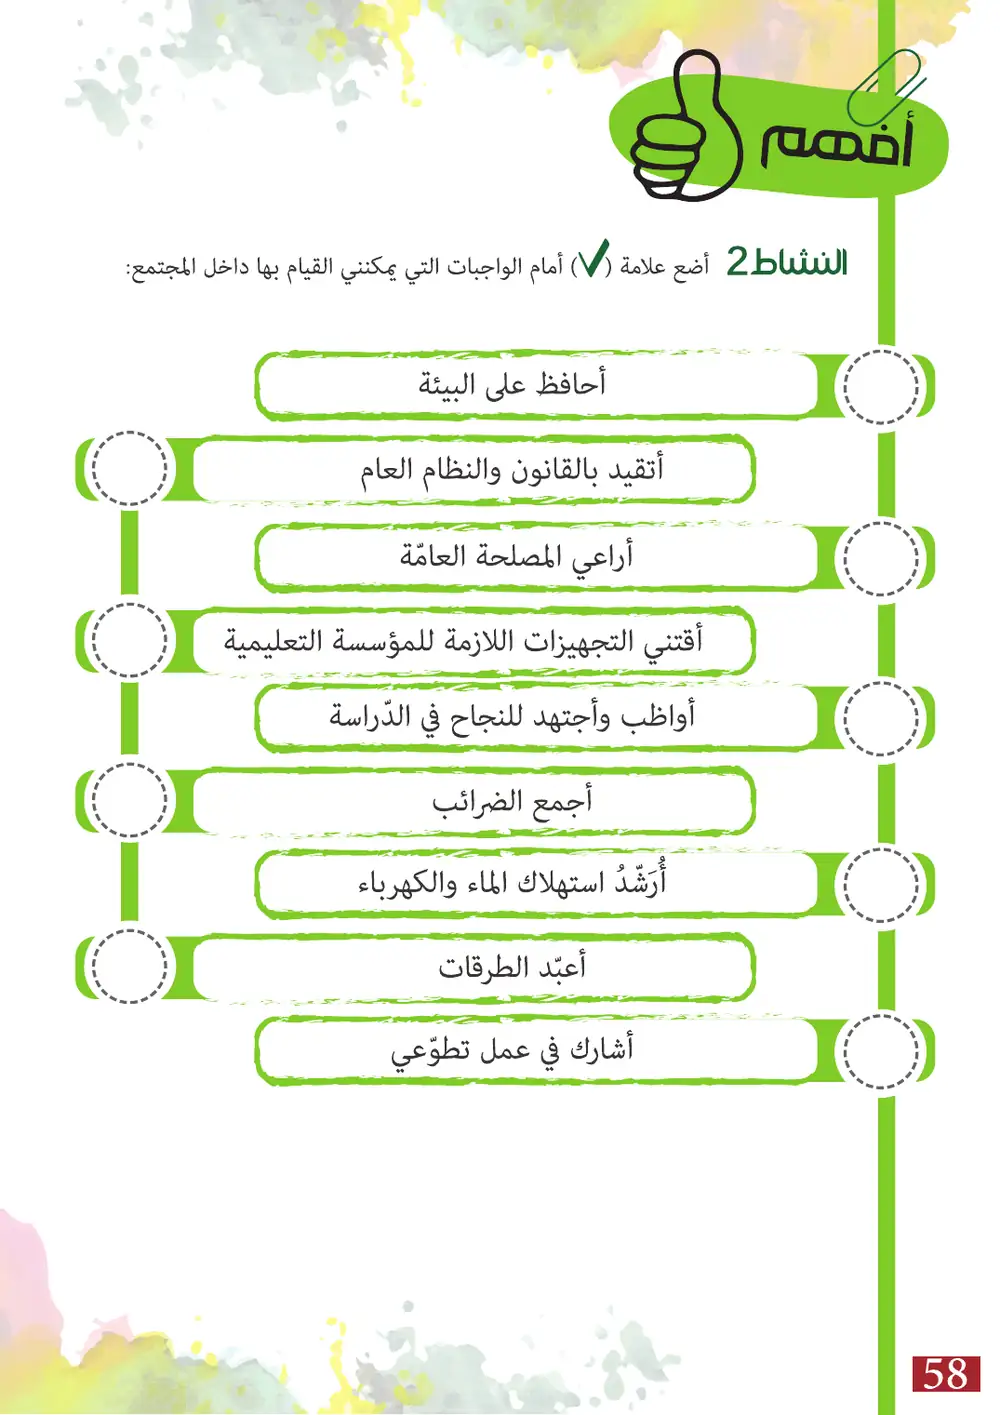 أفهم
النشاط2 أضع علامة (✓) أمام الواجبات التي يمكنني القيام بها داخل المجتمع:
أحافظ على البيئة
أتقيد بالقانون والنظام العام
أراعي المصلحة العامّة
أقتني التجهيزات اللازمة للمؤسسة التعليمية
أواظب وأجتهد للنجاح في الدّراسة
أجمع الضرائب
أُرَشّدُ استهلاك الماء والكهرباء
أعبّد الطرقات
أشارك في عمل تطوّعي
58